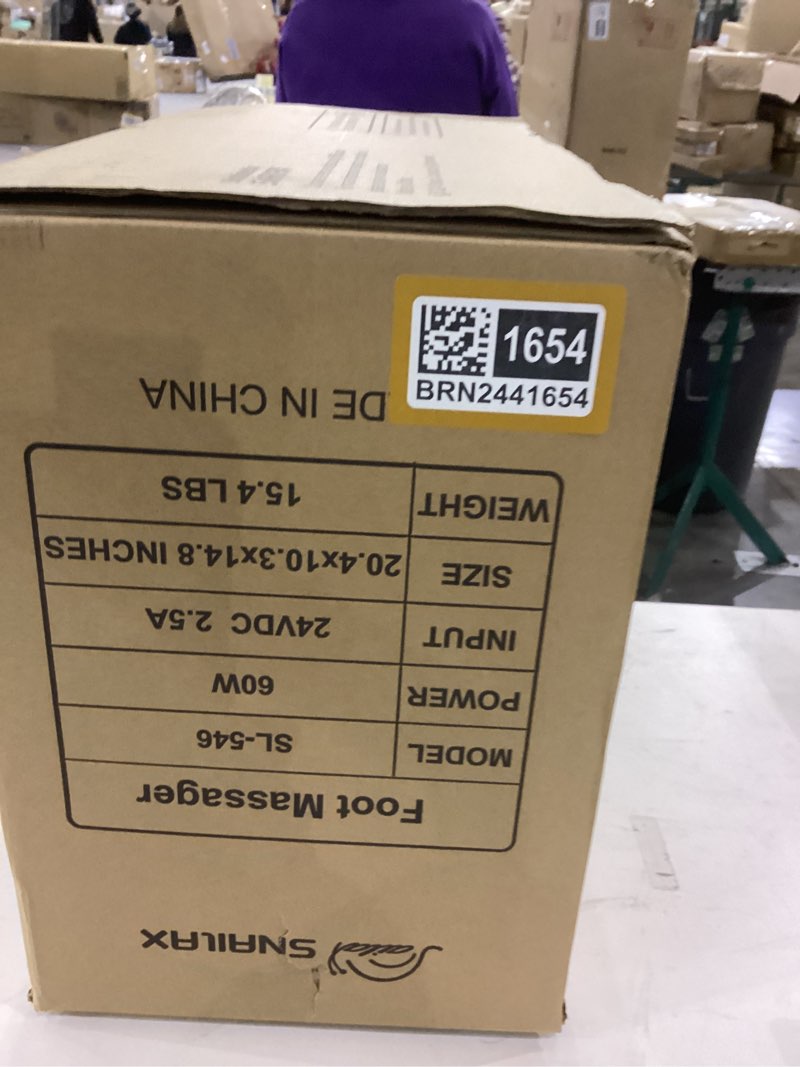 1654
BRN2441654
SNAILAX
Foot Massager
MODEL SL-546
POWER 60W
INPUT 24VDC 2.5A
SIZE 20.4x10.3x14.8 INCHES
WEIGHT 15.4 LBS
DE IN CHINA